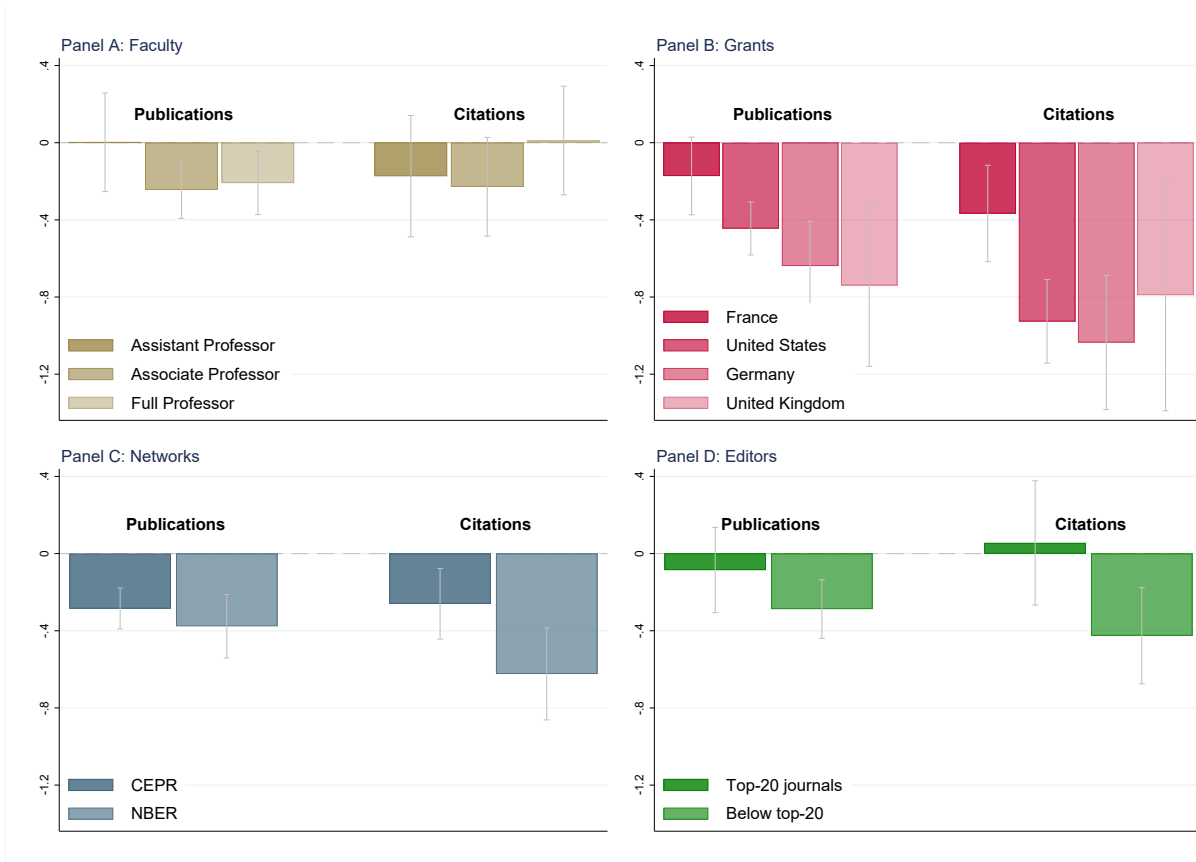 Panel A: Faculty
.4
0
-.4
-.8
-1.2
Publications
Citations
Assistant Professor
Associate Professor
Full Professor
Panel B: Grants
.4
0
-.4
-.8
-1.2
Publications
Citations
France
United States
Germany
United Kingdom
Panel C: Networks
.4
0
-.4
-.8
-1.2
Publications
Citations
CEPR
NBER
Panel D: Editors
.4
0
-.4
-.8
-1.2
Publications
Citations
Top-20 journals
Below top-20